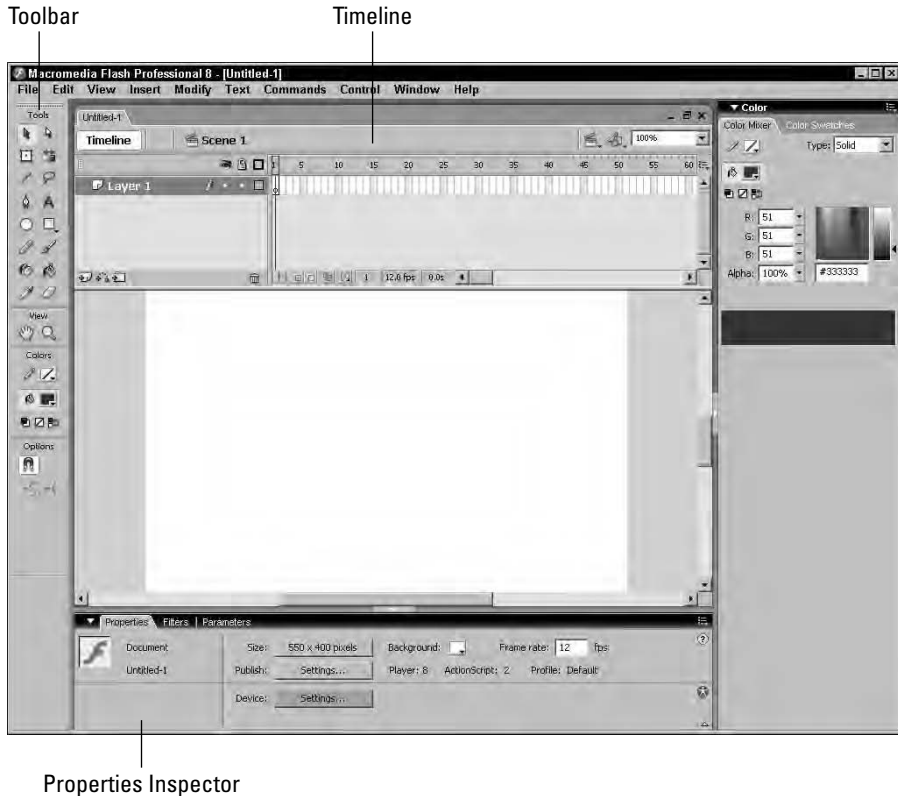 Toolbar
Timeline
Macromedia Flash Professional 8 - [Untitled-1]
File Edit View Insert Modify Text Commands Control Window Help
Tools
Untitled-1
Timeline
Scene 1
100%
5 10 15 20 25 30 35 40 45 50 55 60
Layer 1
1 12.0 fps 0.0s
View
Colors
Options
Color
Color Mixer Color Swatches
Type: Solid
R: 51
G: 51
B: 51
Alpha: 100% #333333
Properties Filters Parameters
Document
Size: 550 x 400 pixels Background: Frame rate: 12 fps
Untitled-1
Publish: Settings... Player: 8 ActionScript: 2 Profile: Default
Device: Settings...
Properties Inspector